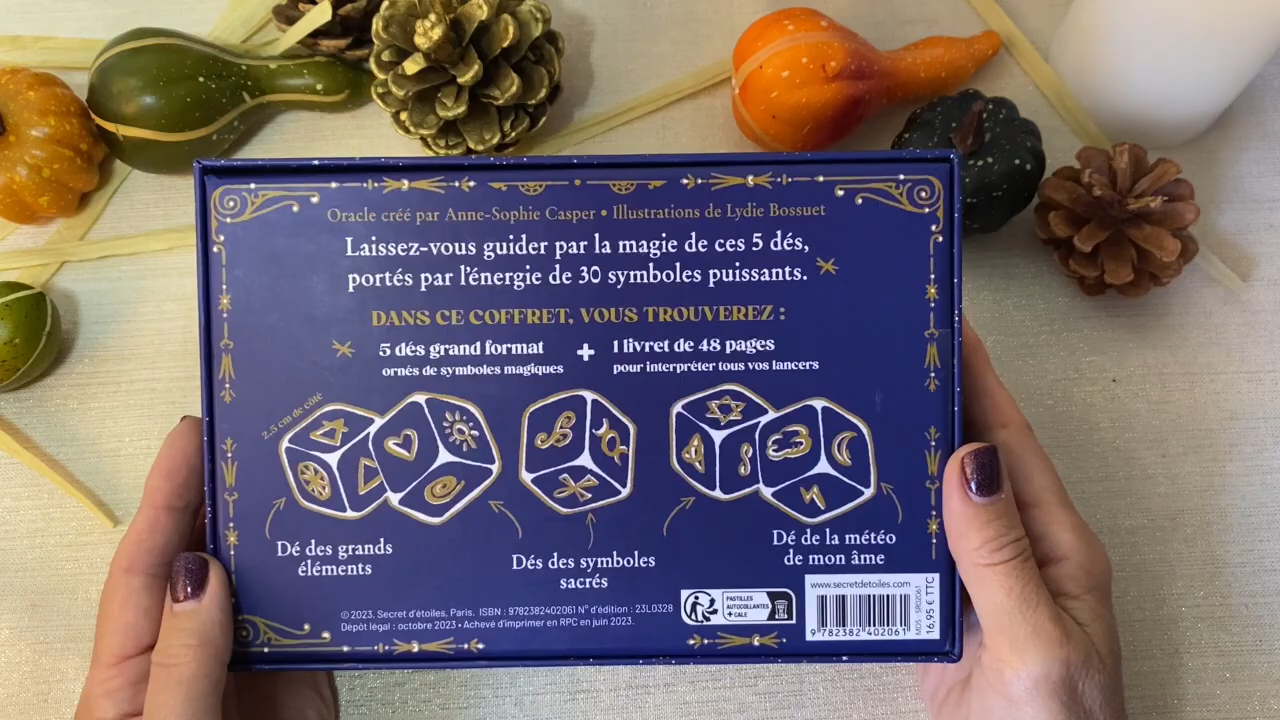 Oracle créé par Anne-Sophie Casper • Illustrations de Lydie Bossuet
Laissez-vous guider par la magie de ces 5 dés,
portés par l'énergie de 30 symboles puissants.
DANS CE COFFRET, VOUS TROUVEREZ :
5 dés grand format
ornés de symboles magiques
+
1 livret de 48 pages
pour interpréter tous vos lancers
2,5 cm de côté
Dé des grands
éléments
Dés des symboles
sacrés
Dé de la météo
de mon âme
© 2023. Secret d'étoiles, Paris. ISBN : 9782382402061 N° d'édition : 23L0328
Dépôt légal : octobre 2023 • Achevé d'imprimer en RPC en juin 2023.
PASTILLES
AUTOCOLLANTES
+ CALE
www.secretdetoiles.com
9 782382 402061
MDS : SR02061
16,95 € TTC